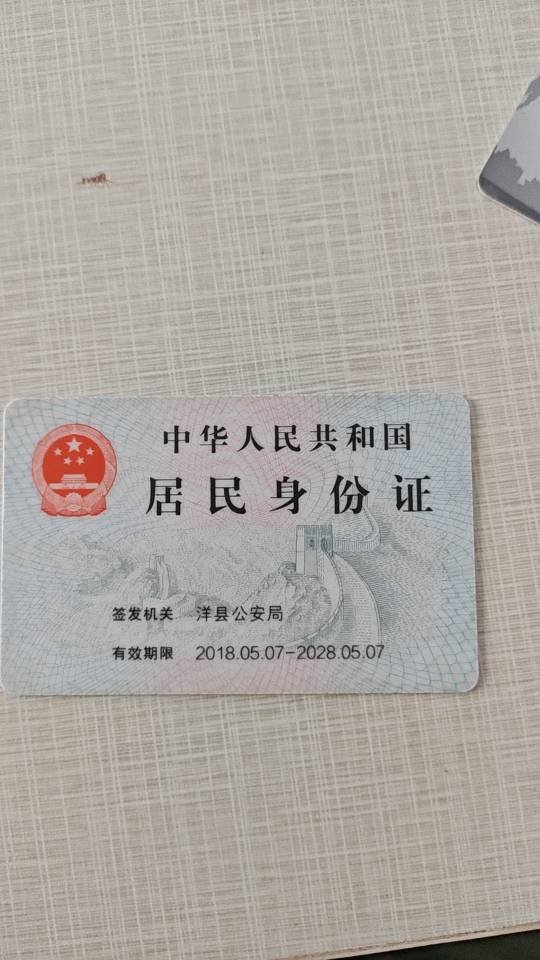 中华人民共和国
居民身份证
签发机关 洋县公安局
有效期限 2018.05.07-2028.05.07